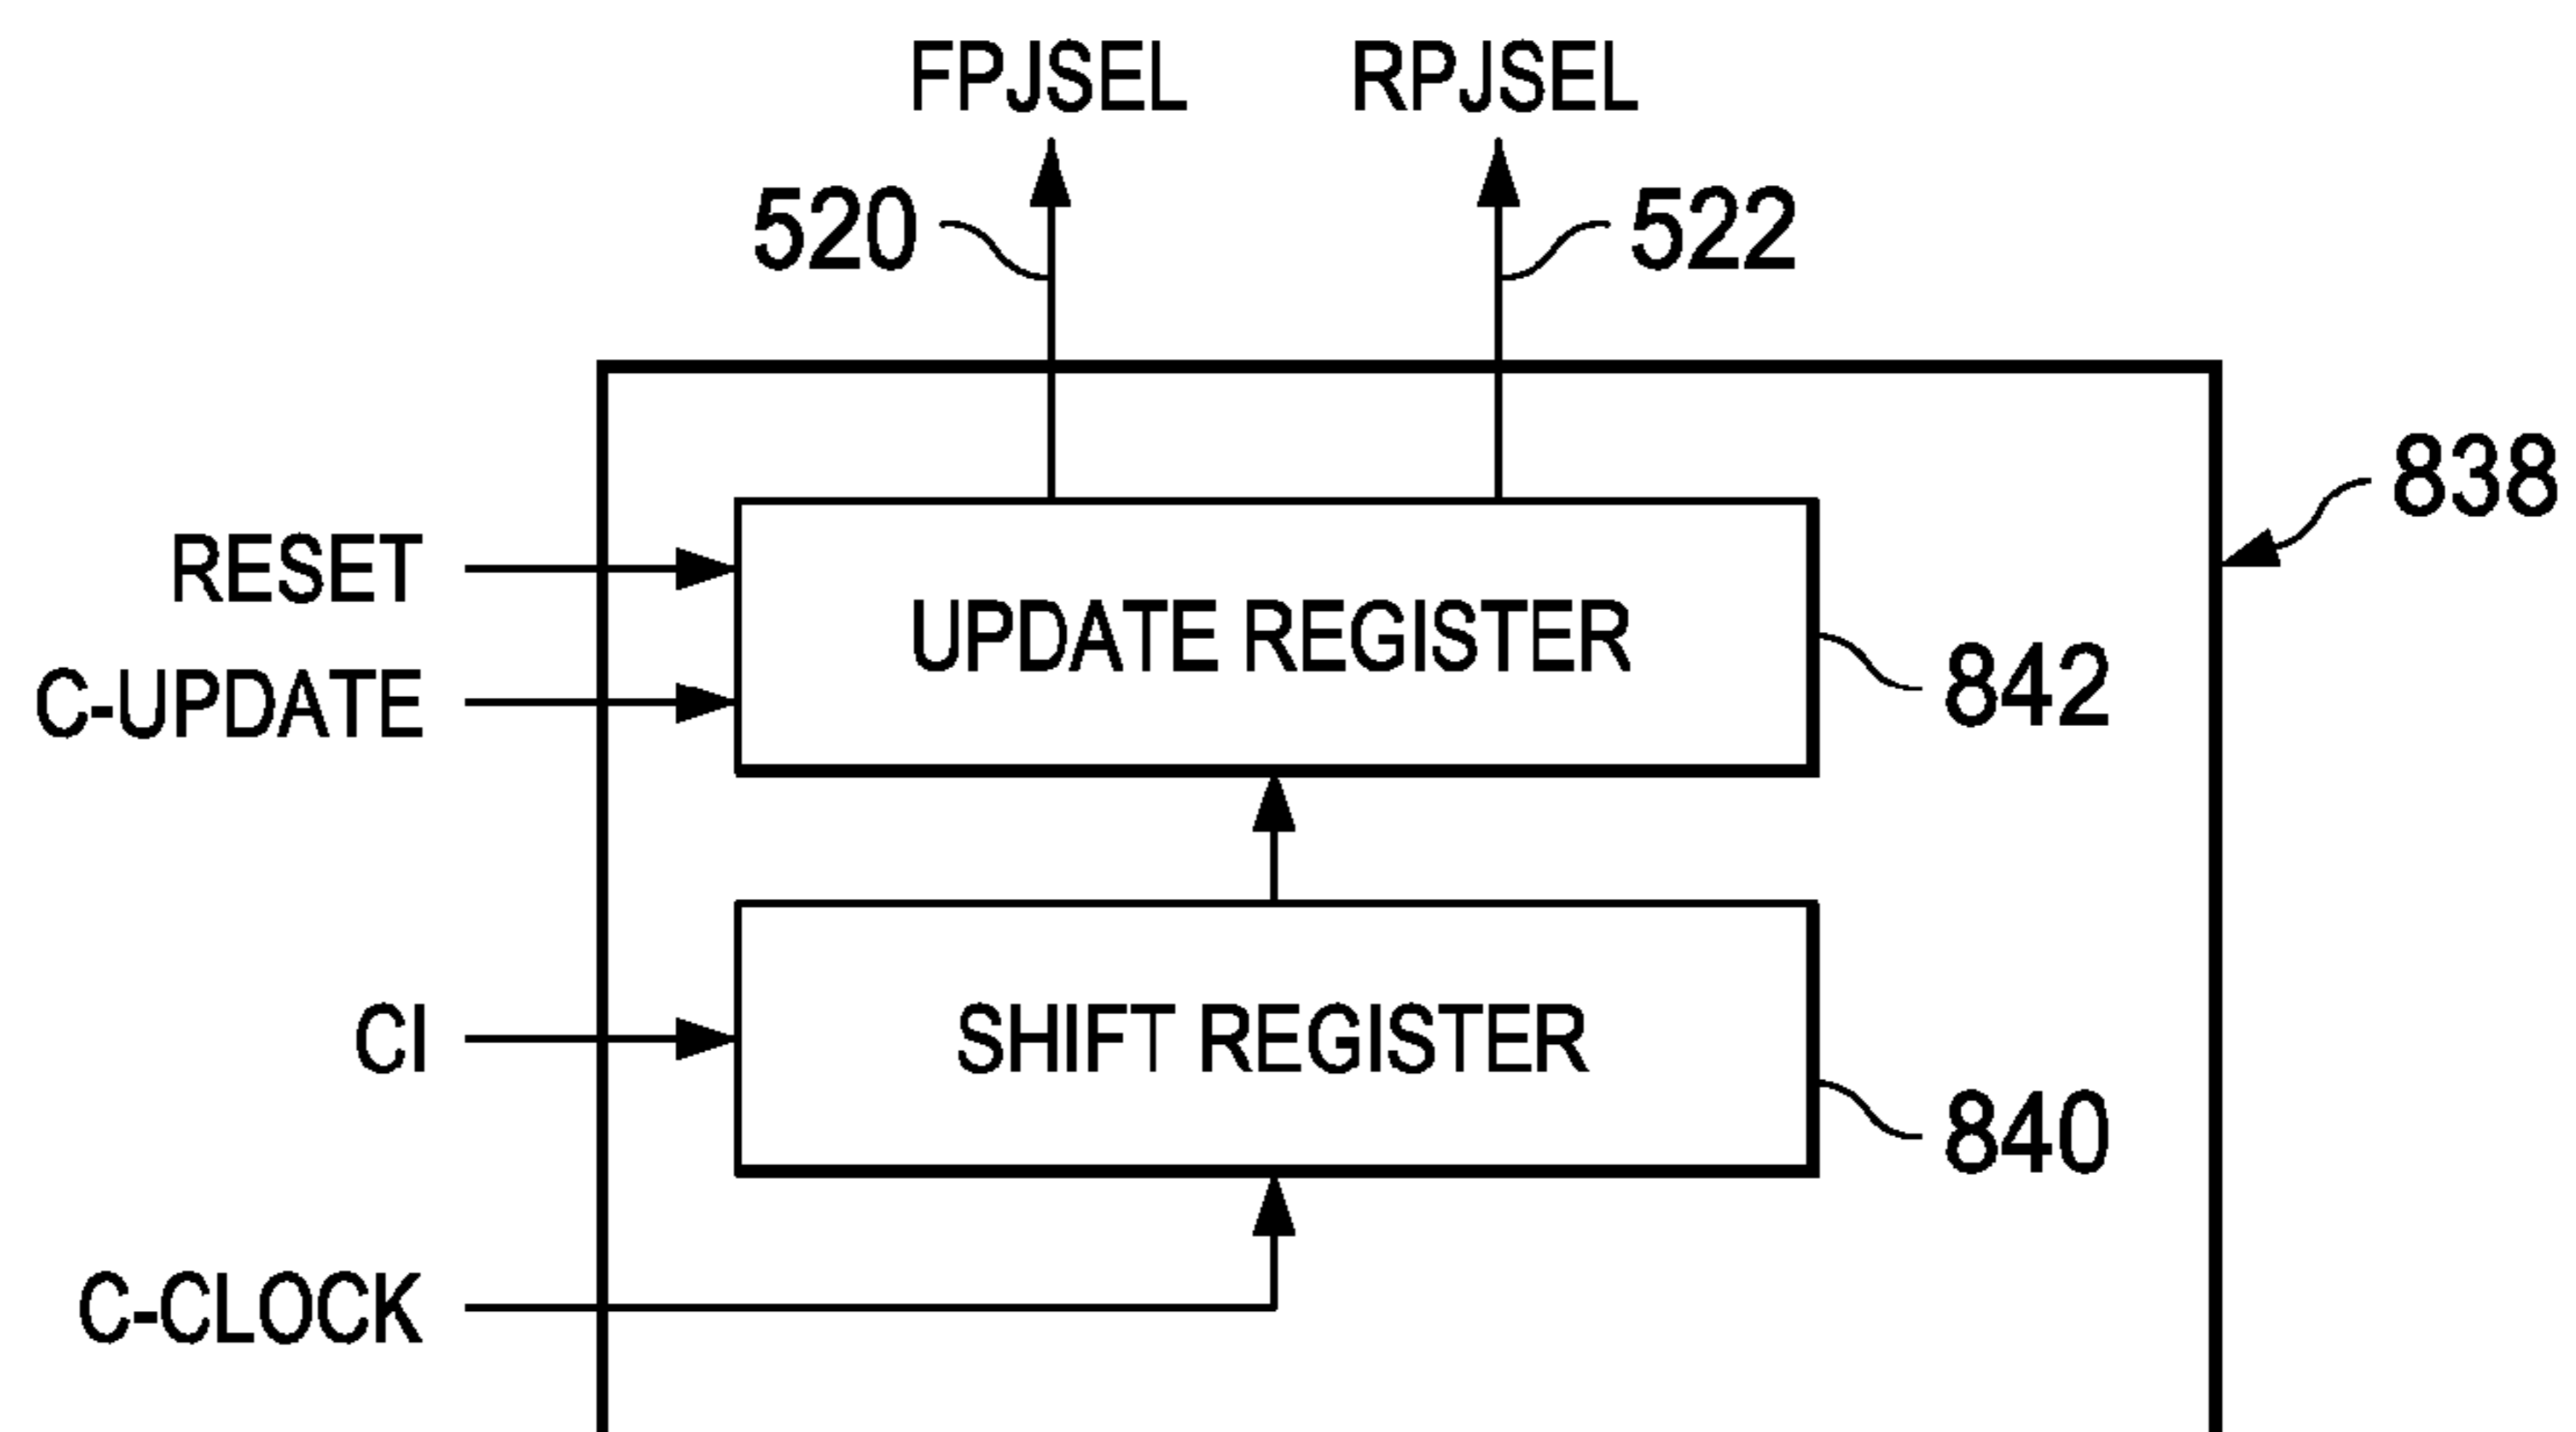 FPJSEL RPJSEL
520 522
838
RESET
UPDATE REGISTER
C-UPDATE 842
CI SHIFT REGISTER
840
C-CLOCK